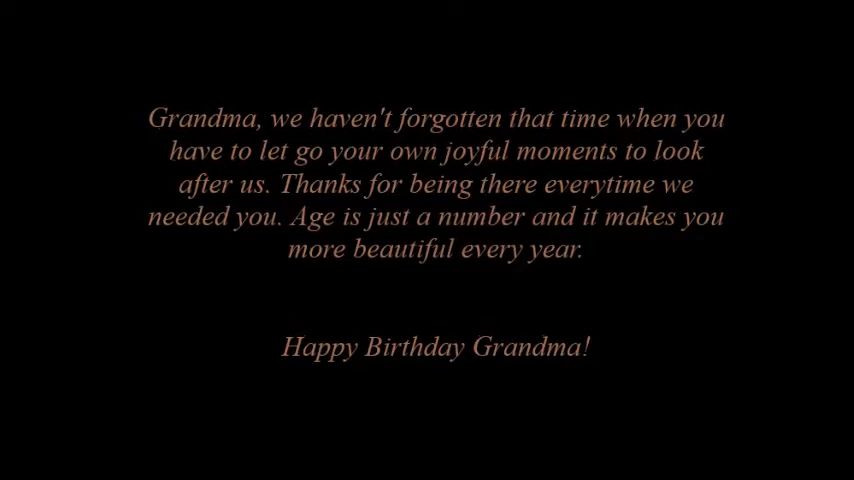 Grandma, we haven't forgotten that time when you
have to let go your own joyful moments to look
after us. Thanks for being there everytime we
needed you. Age is just a number and it makes you
more beautiful every year.
Happy Birthday Grandma!